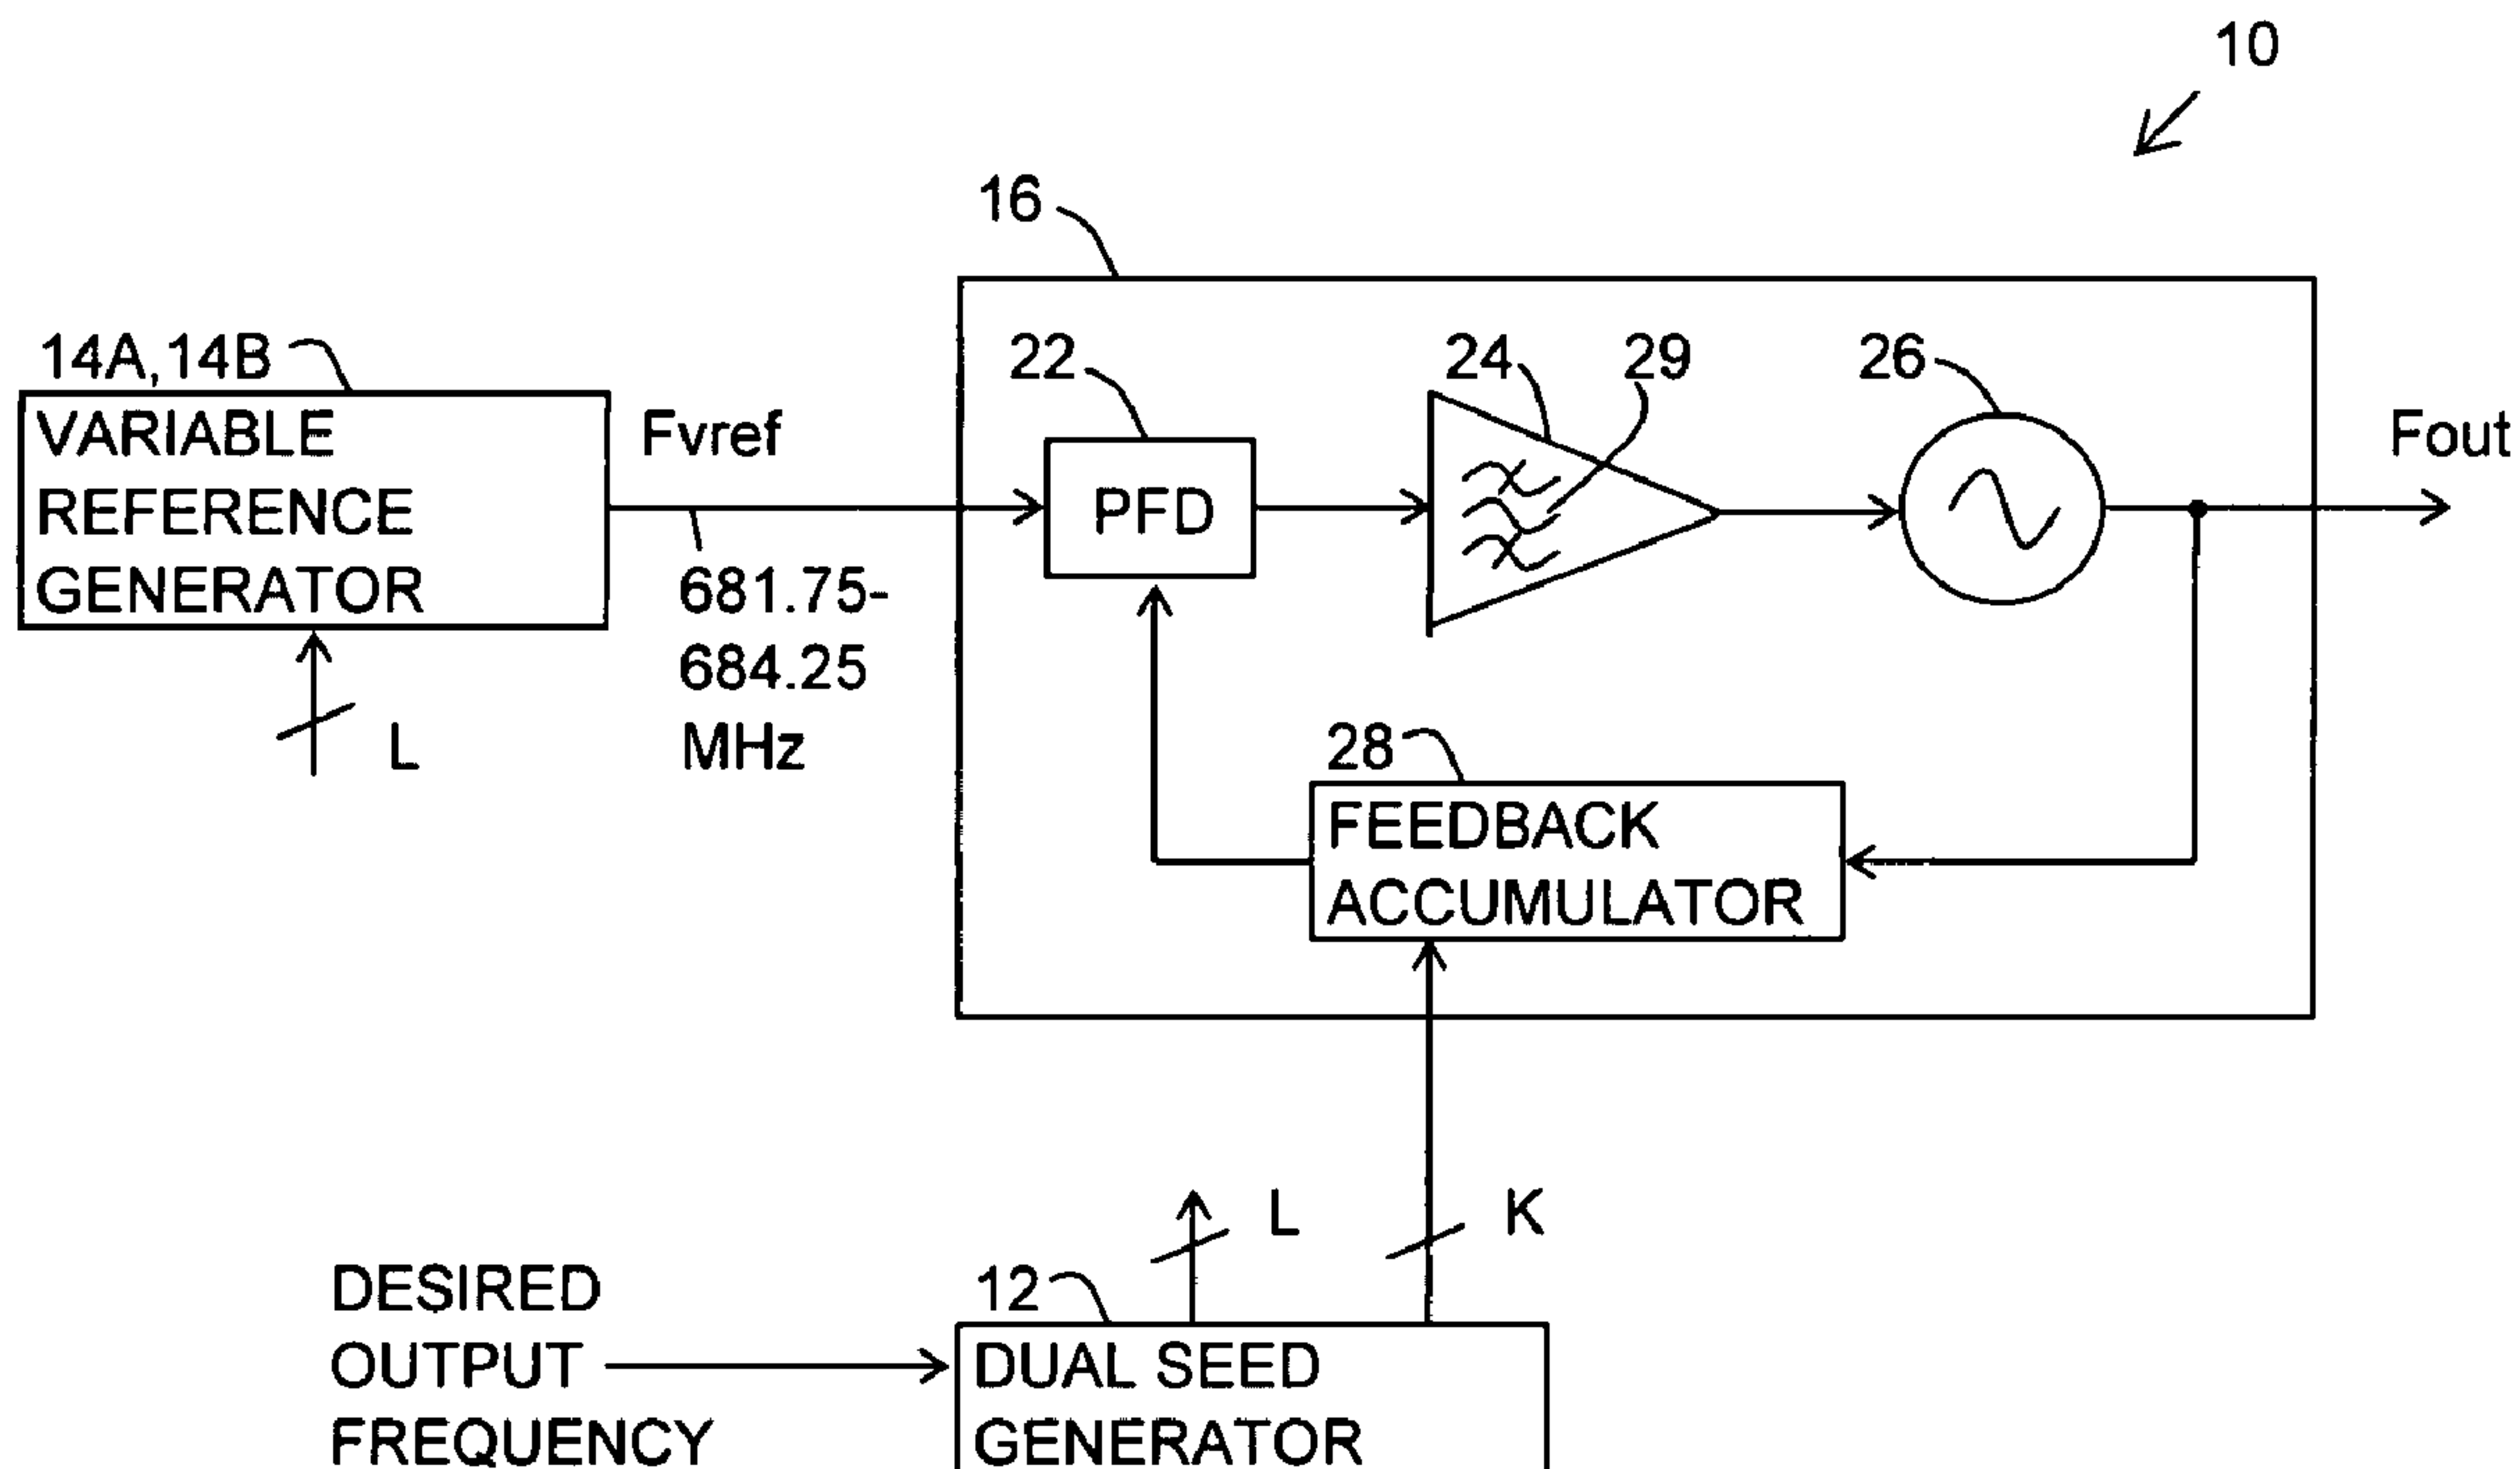 10
16
14A,14B
VARIABLE
REFERENCE
GENERATOR
Fvref
681.75-
684.25
MHz
L
22
PFD
24
29
26
Fout
28
FEEDBACK
ACCUMULATOR
L
K
DESIRED
OUTPUT
FREQUENCY
12
DUAL SEED
GENERATOR